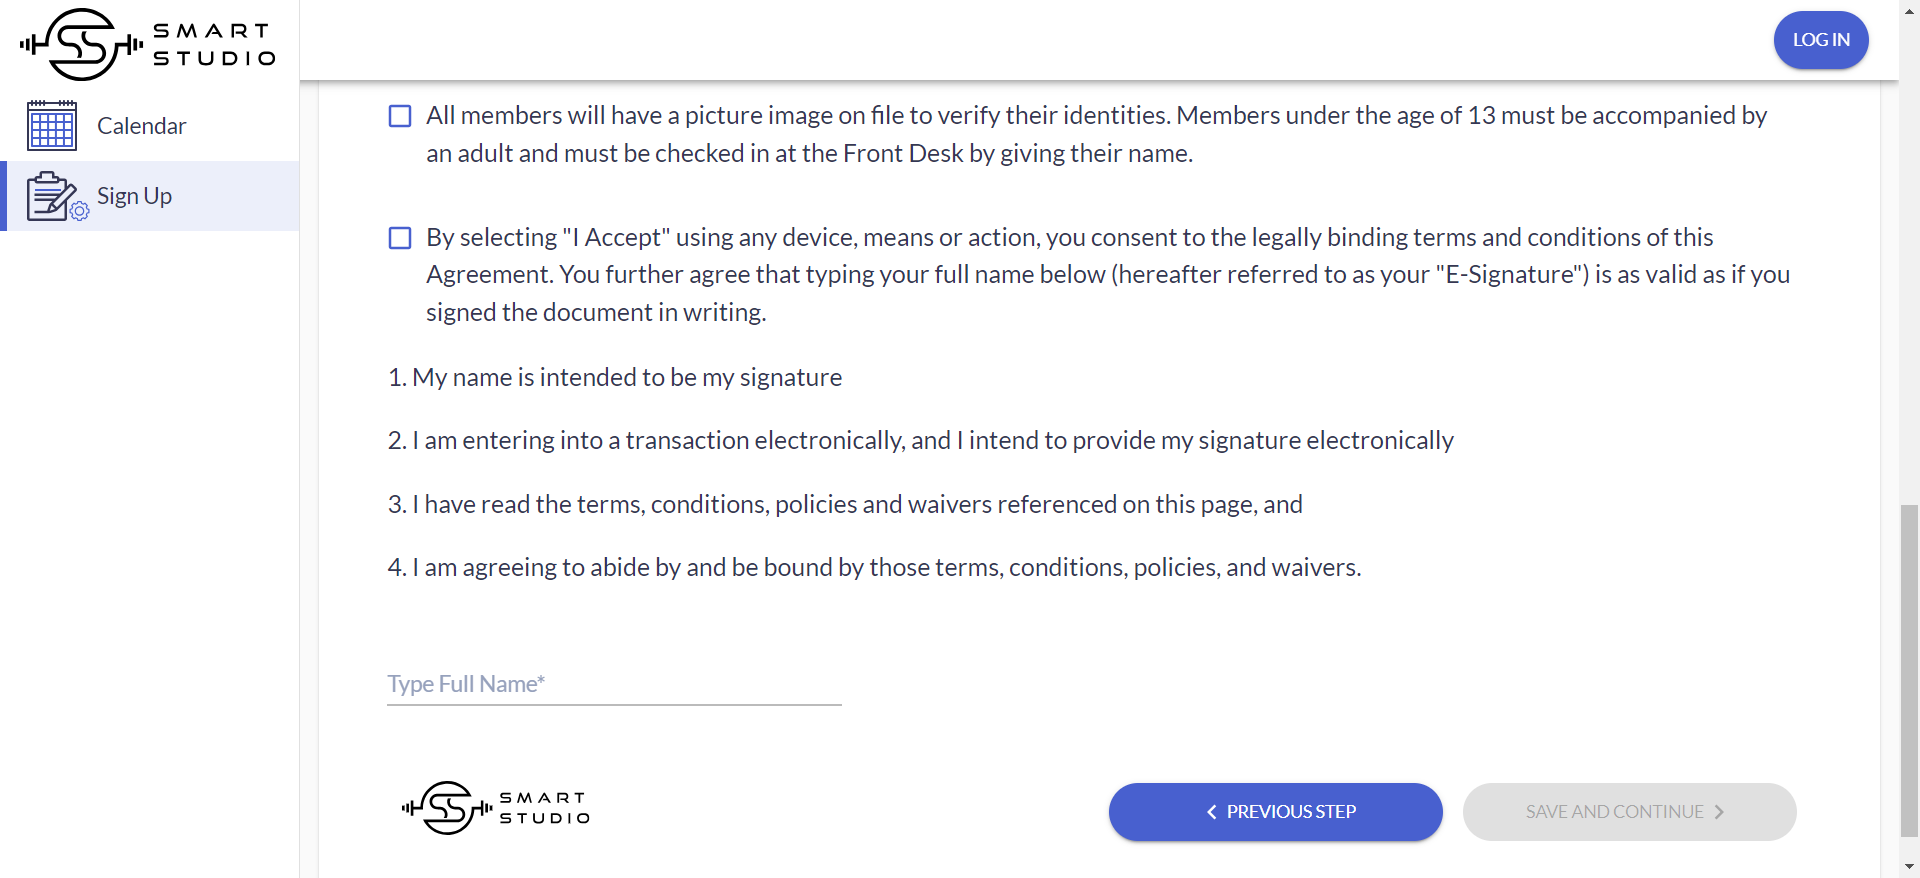 SMART
STUDIO
LOG IN
Calendar
Sign Up
All members will have a picture image on file to verify their identities. Members under the age of 13 must be accompanied by
an adult and must be checked in at the Front Desk by giving their name.
By selecting "I Accept" using any device, means or action, you consent to the legally binding terms and conditions of this
Agreement. You further agree that typing your full name below (hereafter referred to as your "E-Signature") is as valid as if you
signed the document in writing.
1. My name is intended to be my signature
2. I am entering into a transaction electronically, and I intend to provide my signature electronically
3. I have read the terms, conditions, policies and waivers referenced on this page, and
4. I am agreeing to abide by and be bound by those terms, conditions, policies, and waivers.
Type Full Name*
SMART
STUDIO
PREVIOUS STEP
SAVE AND CONTINUE